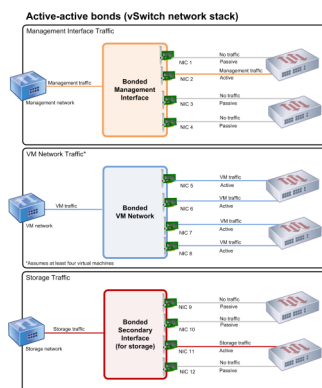 Active-active bonds (vSwitch network stack)
Management Interface Traffic
Management traffic
Management network
Bonded
Management
Interface
NIC 1
No traffic
Passive
NIC 2
Management traffic
Active
NIC 3
No traffic
Passive
NIC 4
No traffic
Passive
VM Network Traffic*
VM traffic
VM network
Bonded
VM Network
NIC 5
VM traffic
Active
NIC 6
VM traffic
Active
NIC 7
VM traffic
Active
NIC 8
VM traffic
Active
*Assumes at least four virtual machines
Storage Traffic
Storage traffic
Storage network
Bonded
Secondary
Interface
(for storage)
NIC 9
No traffic
Passive
NIC 10
No traffic
Passive
NIC 11
Storage traffic
Active
NIC 12
No traffic
Passive